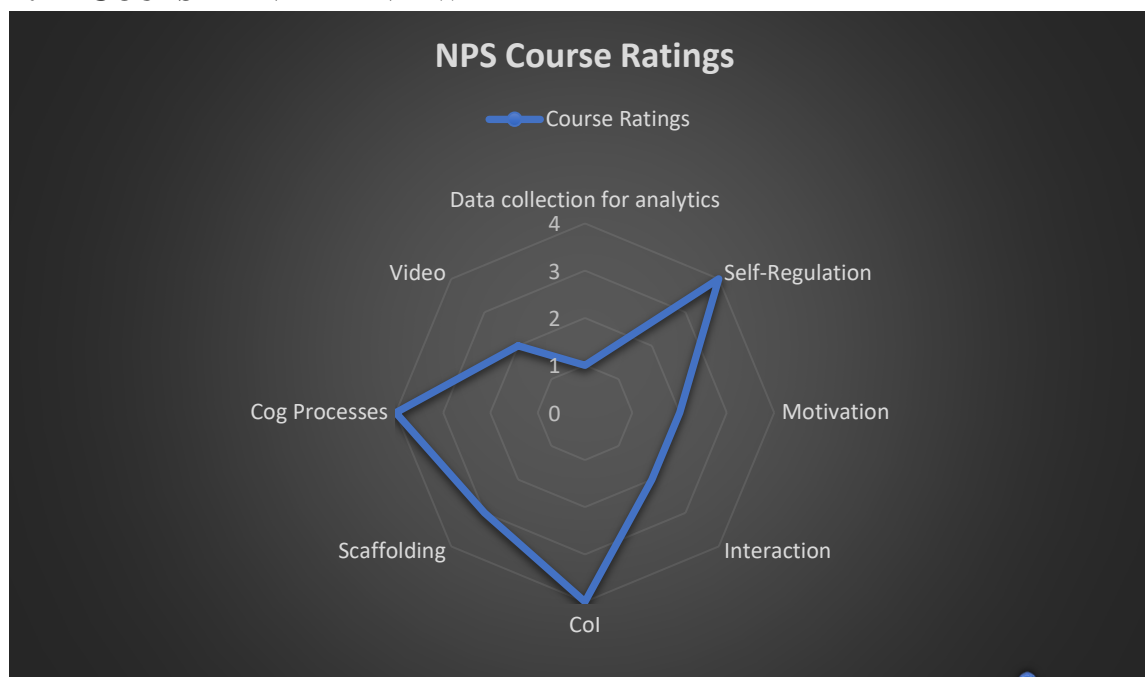 NPS Course Ratings
Course Ratings
Data collection for analytics
4
Video
3
Self-Regulation
2
1
Cog Processes
0
Motivation
Scaffolding
Interaction
CoI